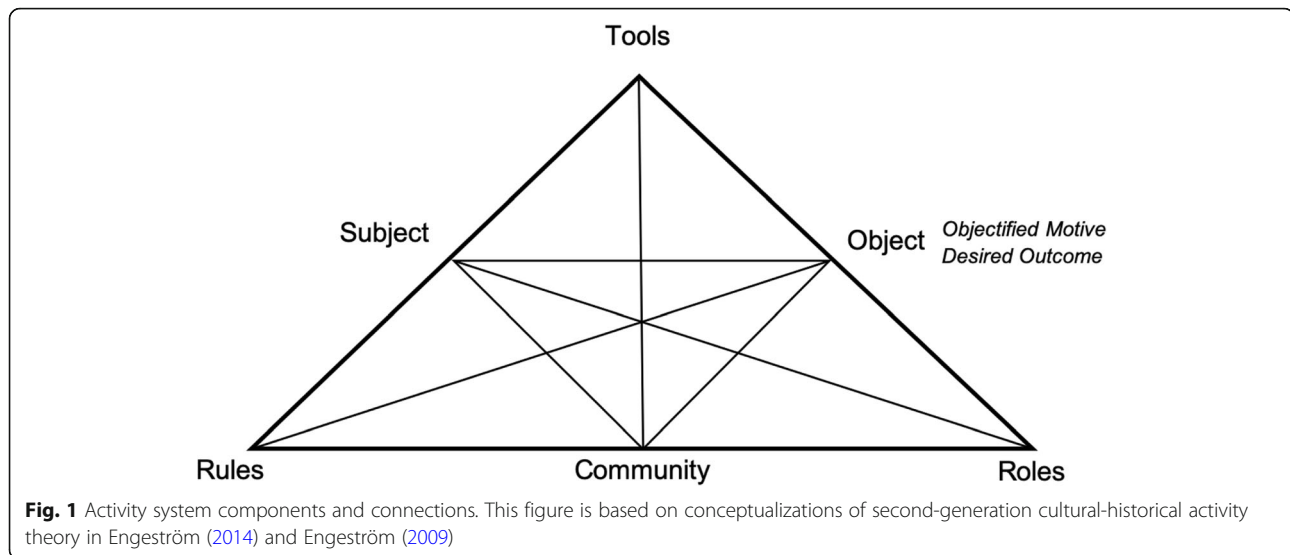 Tools
Subject
Object
Objectified Motive
Desired Outcome
Rules
Community
Roles
Fig. 1 Activity system components and connections. This figure is based on conceptualizations of second-generation cultural-historical activity
theory in Engeström (2014) and Engeström (2009)